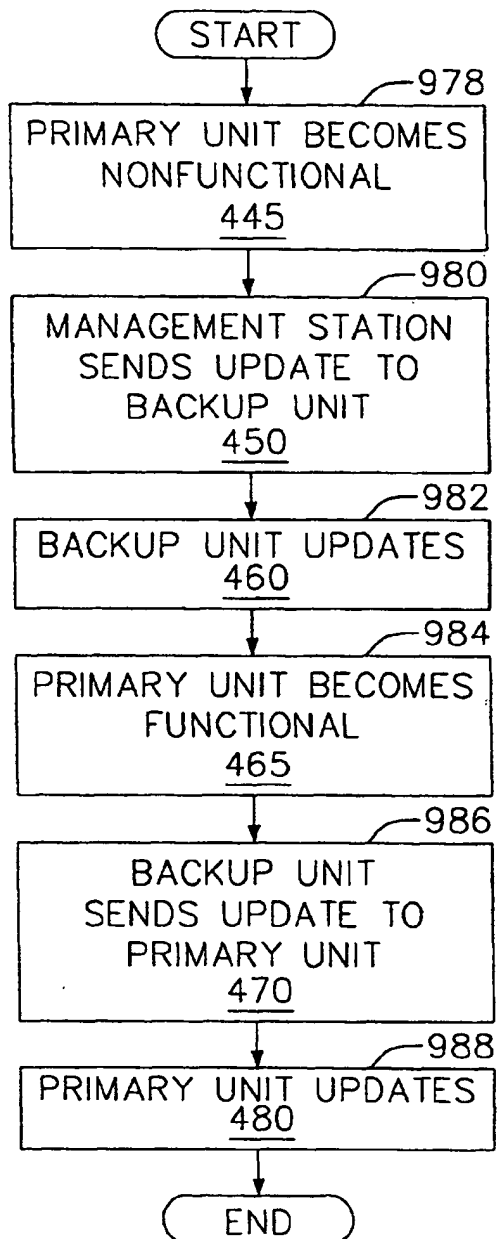 START
978
PRIMARY UNIT BECOMES
NONFUNCTIONAL
445
980
MANAGEMENT STATION
SENDS UPDATE TO
BACKUP UNIT
450
982
BACKUP UNIT UPDATES
460
984
PRIMARY UNIT BECOMES
FUNCTIONAL
465
986
BACKUP UNIT
SENDS UPDATE TO
PRIMARY UNIT
470
988
PRIMARY UNIT UPDATES
480
END